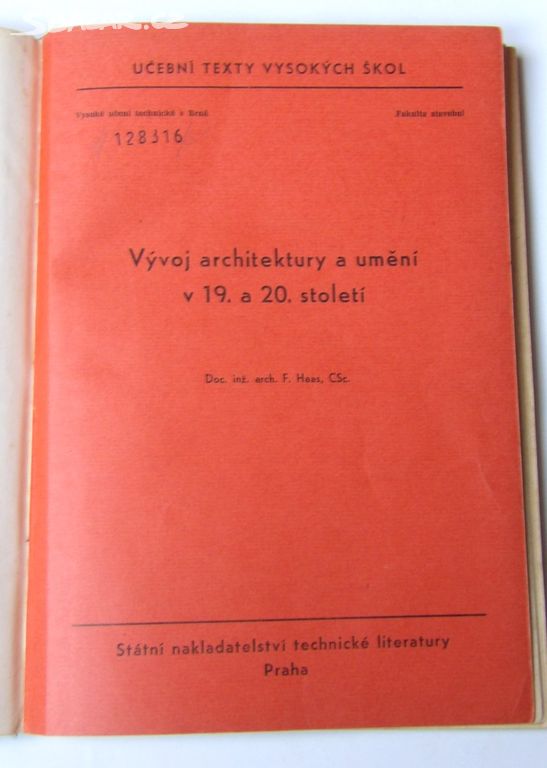 UČEBNÍ TEXTY VYSOKÝCH ŠKOL
Vysoké učení technické v Brně
Fakulta stavební
128316
Vývoj architektury a umění
v 19. a 20. století
Doc. inž. arch. F. Haas, CSc.
Státní nakladatelství technické literatury
Praha